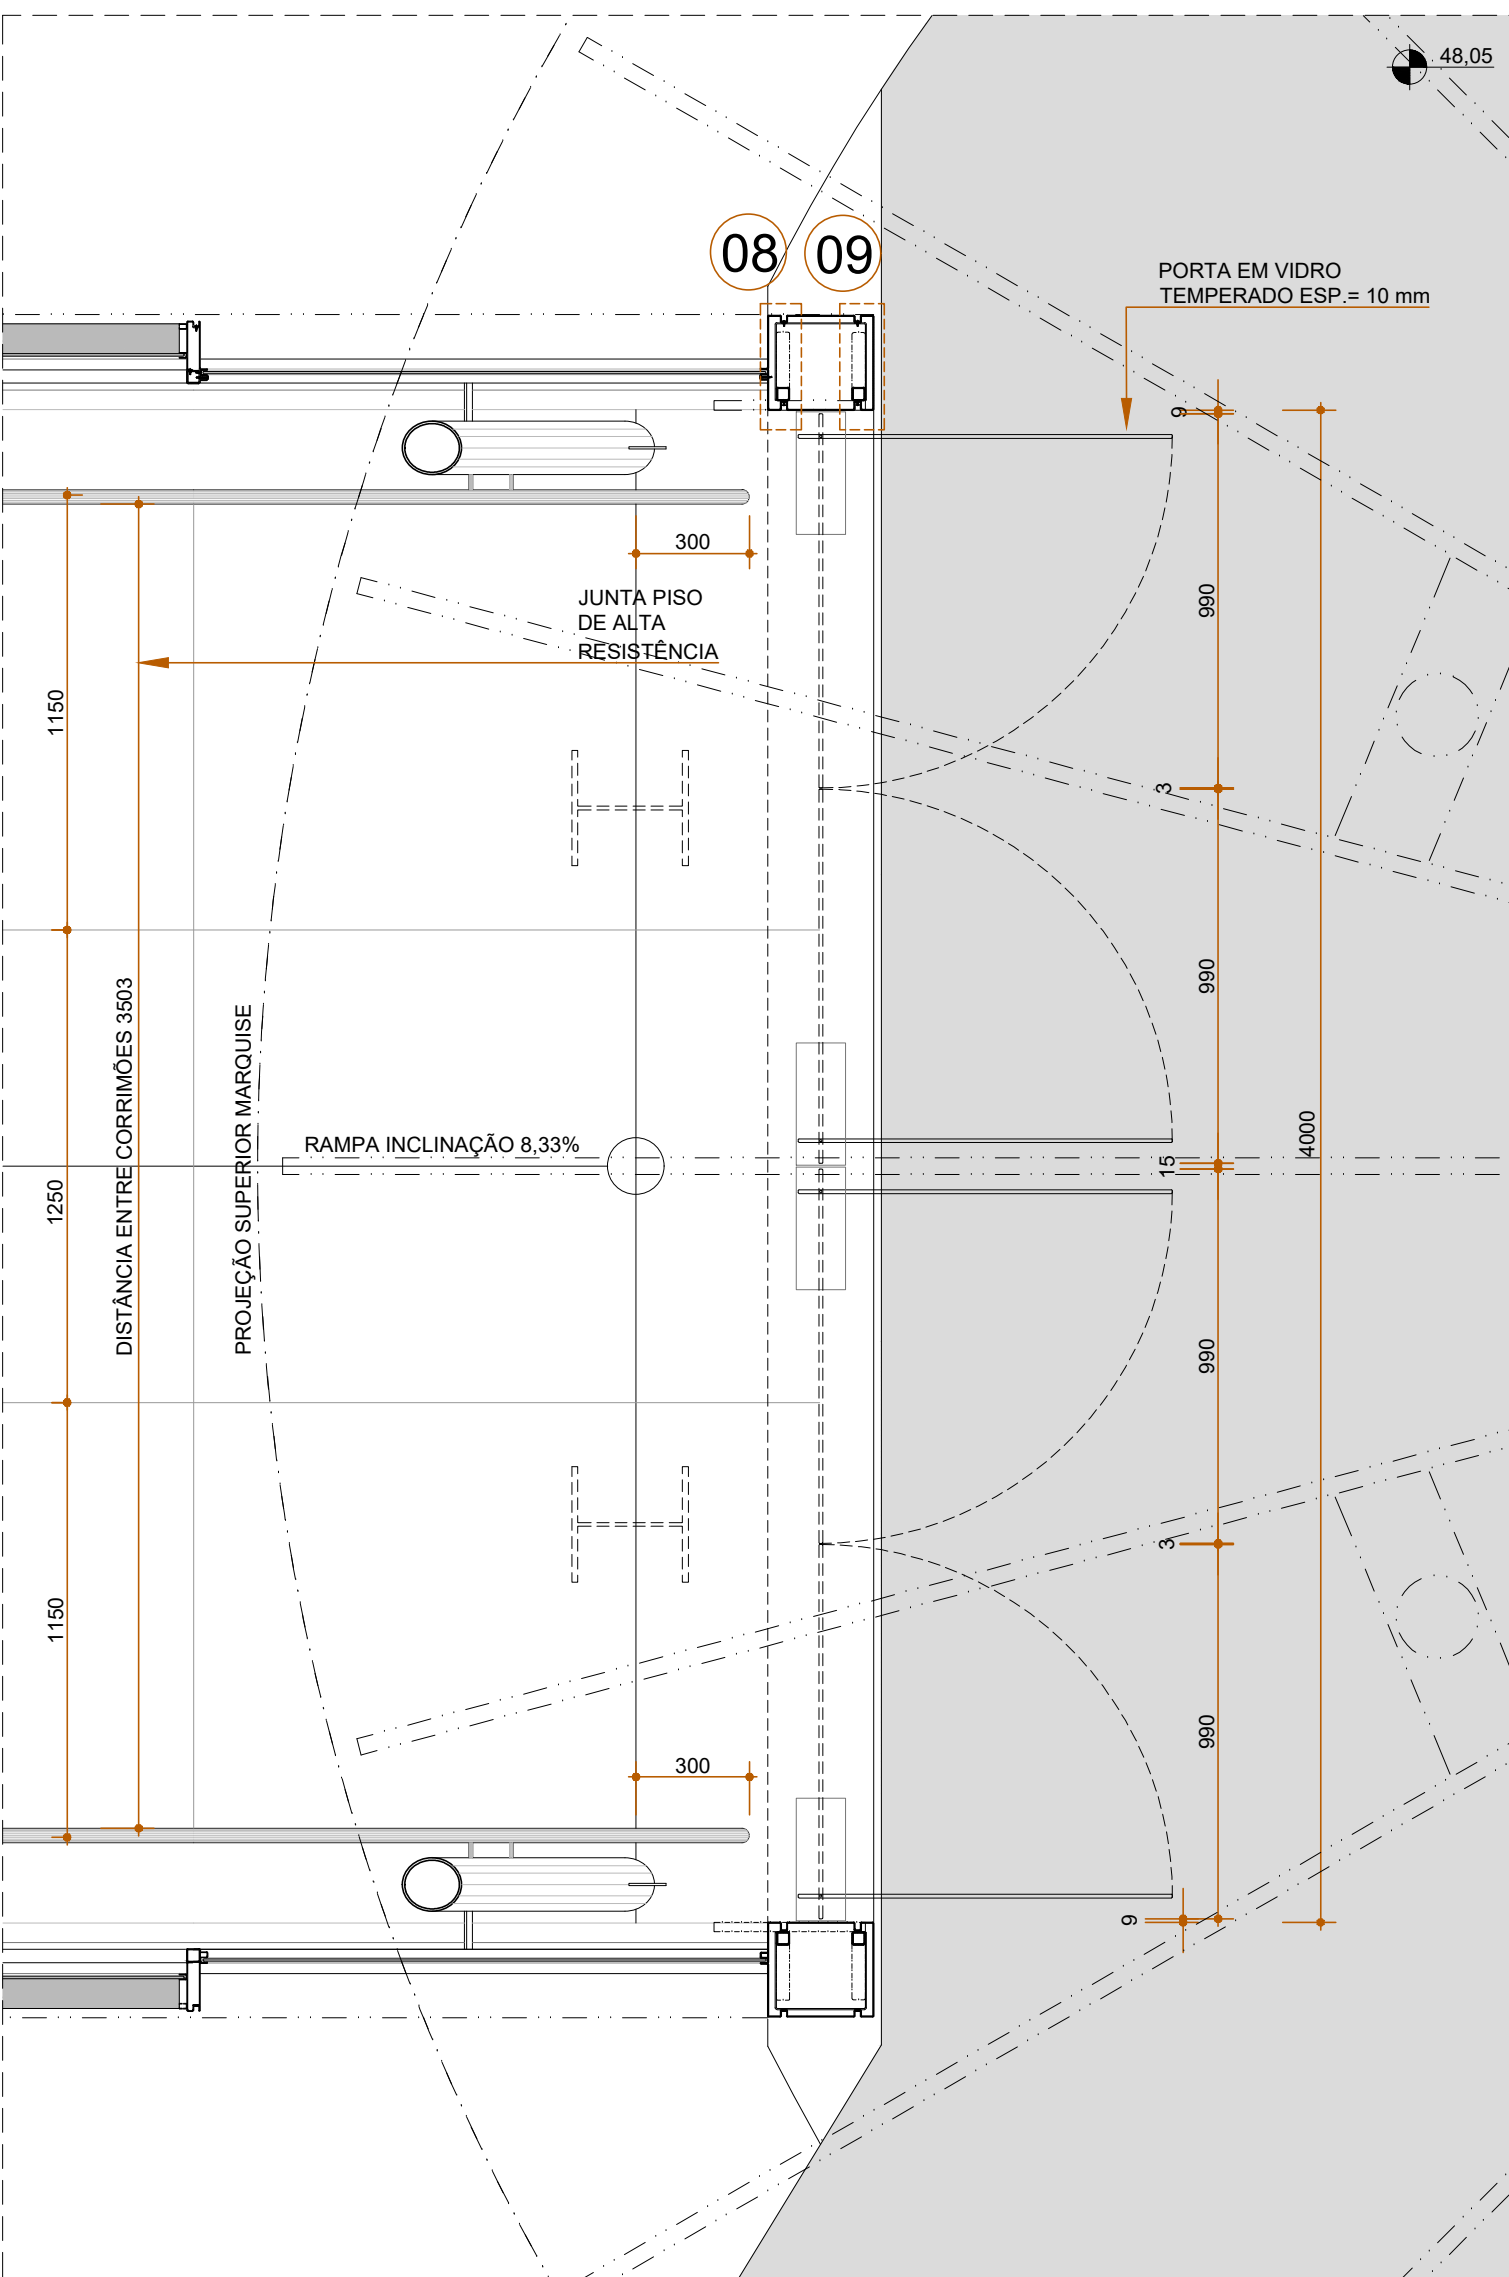 48,05
08
09
PORTA EM VIDRO
TEMPERADO ESP.= 10 mm
9
300
JUNTA PISO
DE ALTA
RESISTÊNCIA
990
1150
3
990
DISTÂNCIA ENTRE CORRIMÕES 3503
PROJEÇÃO SUPERIOR MARQUISE
RAMPA INCLINAÇÃO 8,33%
4000
15
1250
990
3
1150
990
300
9